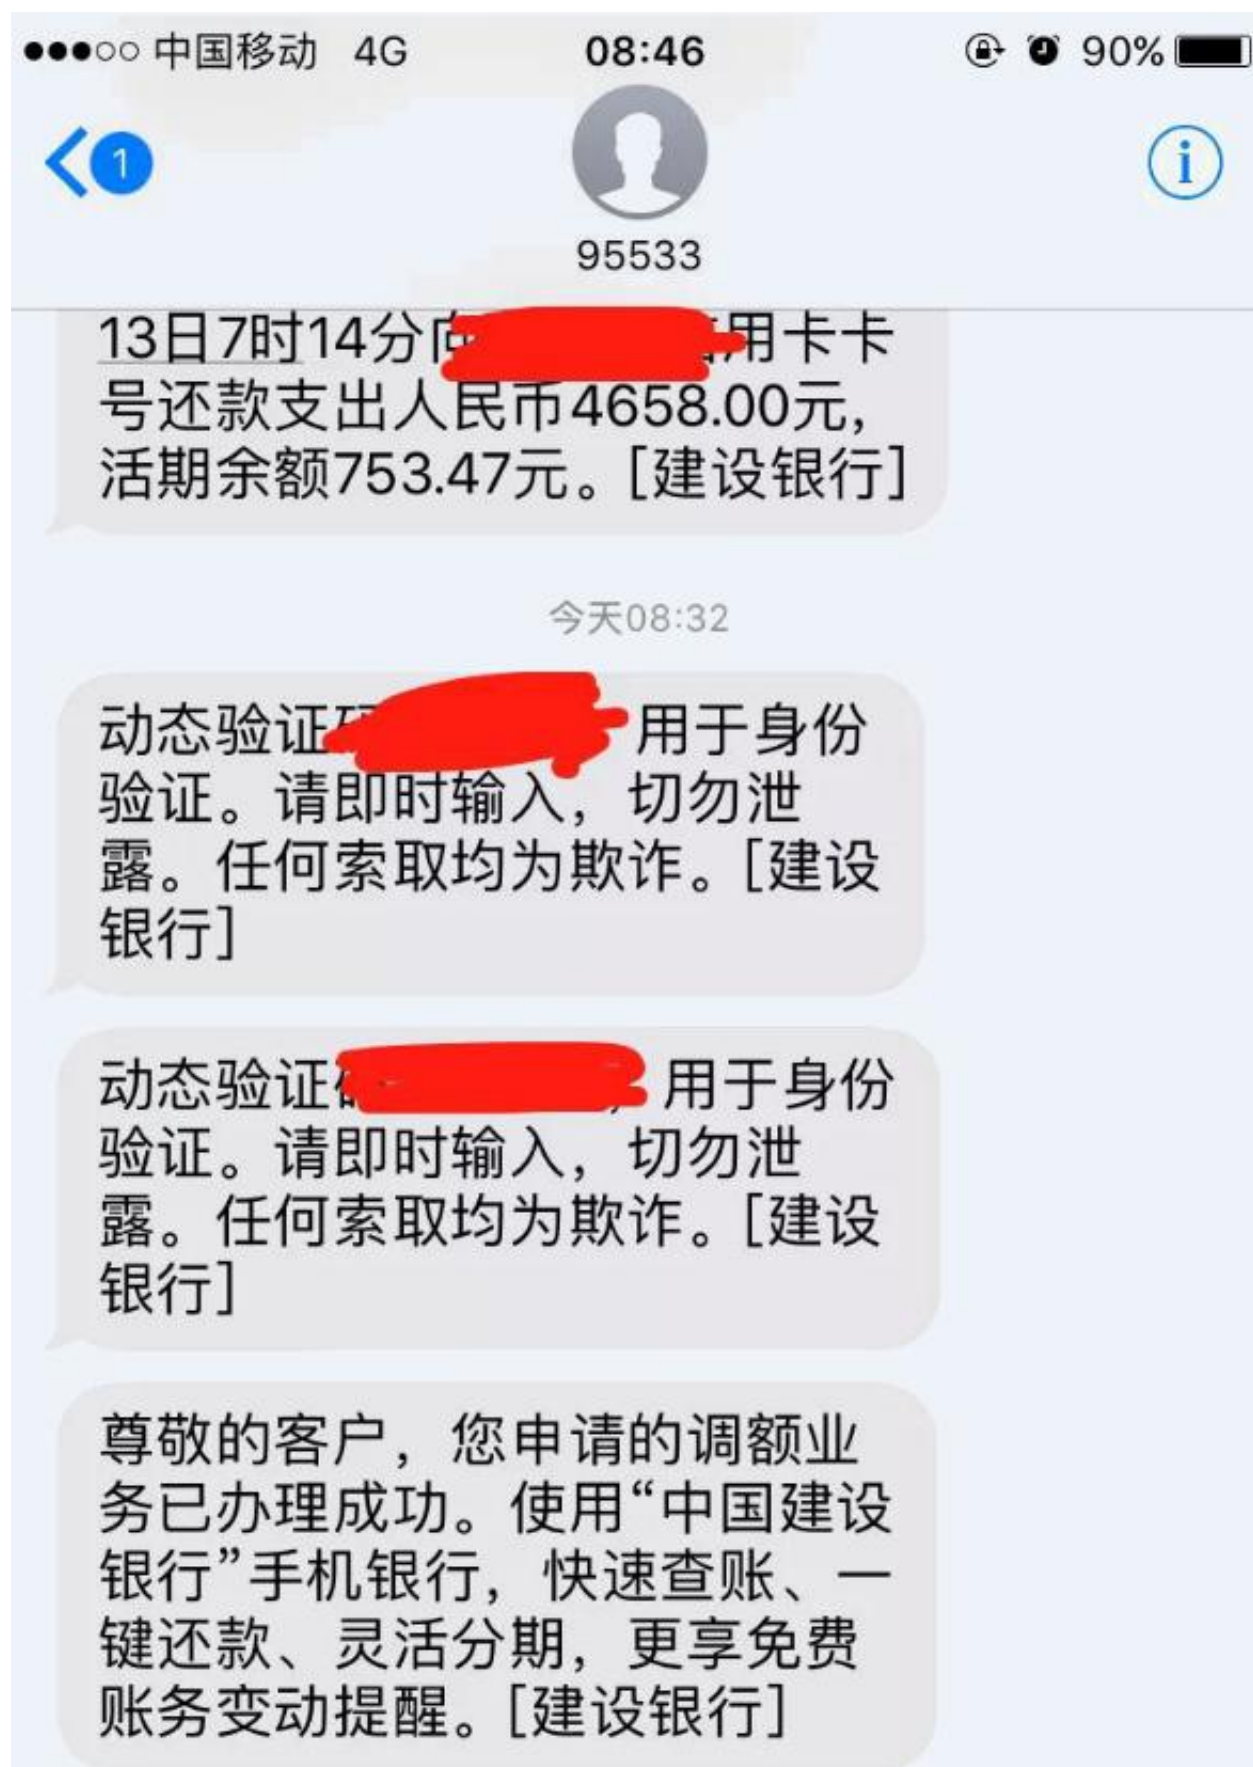 中国移动 4G 08:46 90%
1
95533
13日7时14分向 用卡卡
号还款支出人民币4658.00元,
活期余额753.47元。[建设银行]
今天08:32
动态验证 用于身份
验证。请即时输入，切勿泄
露。任何索取均为欺诈。[建设
银行]
动态验证 用于身份
验证。请即时输入，切勿泄
露。任何索取均为欺诈。[建设
银行]
尊敬的客户，您申请的调额业
务已办理成功。使用“中国建设
银行”手机银行，快速查账、一
键还款、灵活分期，更享免费
账务变动提醒。[建设银行]